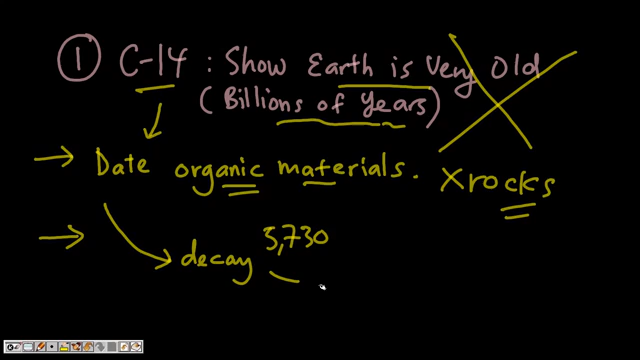 ① C-14 : Show Earth is Very Old
(Billions of Years)
→ Date organic materials. X rocks
→ decay 5,730